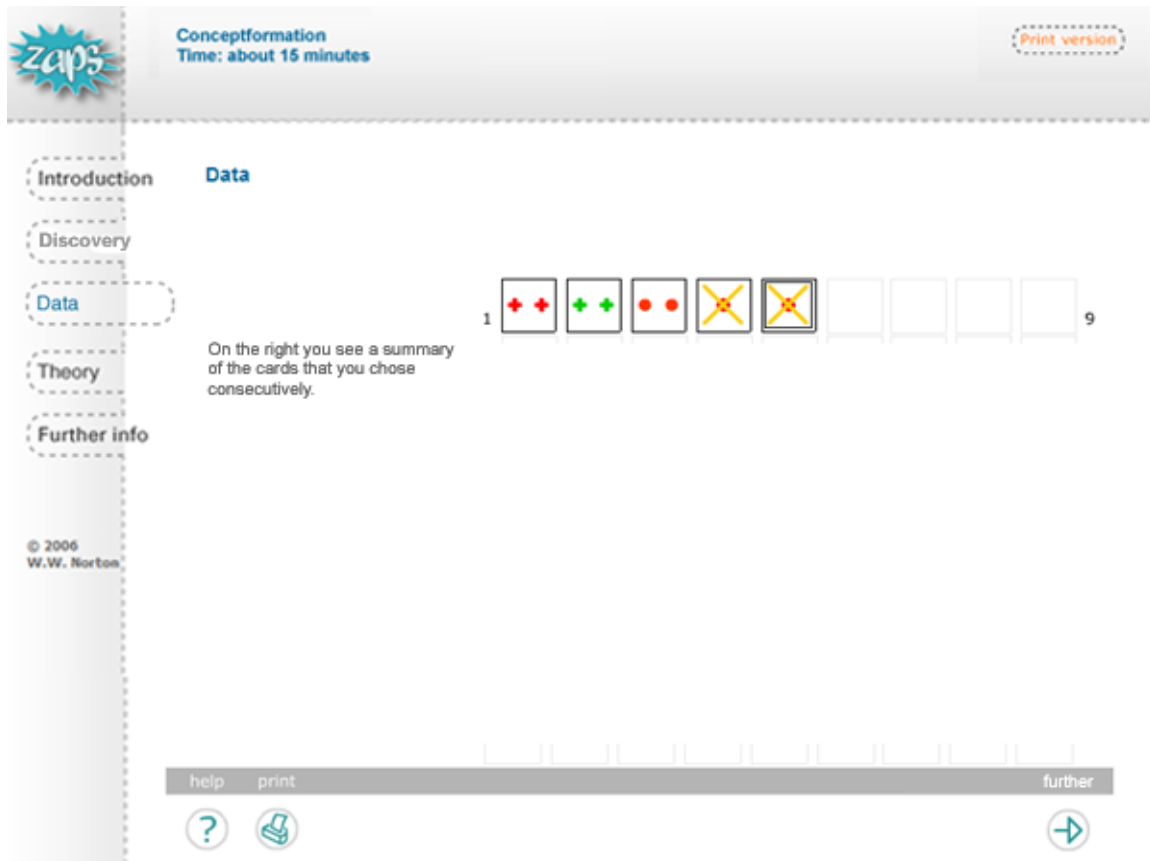 zaps
Conceptformation
Time: about 15 minutes
Print version
Introduction
Discovery
Data
Theory
Further info
© 2006
W.W. Norton
Data
On the right you see a summary
of the cards that you chose
consecutively.
1
9
help print
further
?